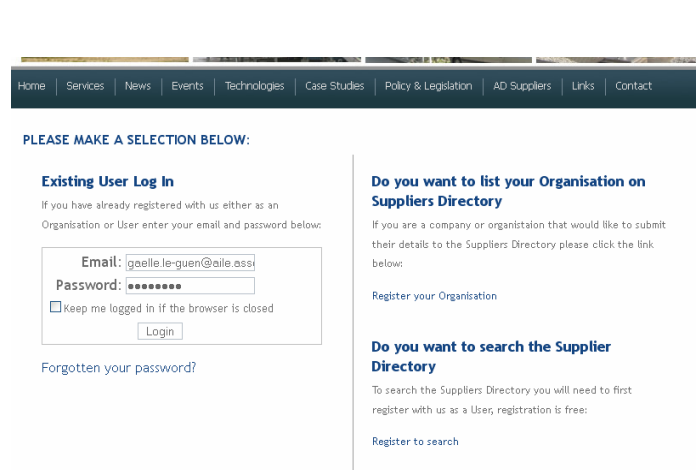 Home Services News Events Technologies Case Studies Policy & Legislation AD Suppliers Links Contact
PLEASE MAKE A SELECTION BELOW:
Existing User Log In
If you have already registered with us either as an
Organisation or User enter your email and password below:
Email: gaelle.le-guen@aile.ass
Password: ●●●●●●●●
Keep me logged in if the browser is closed
Login
Forgotten your password?
Do you want to list your Organisation on
Suppliers Directory
If you are a company or organistaion that would like to submit
their details to the Suppliers Directory please click the link
below:
Register your Organisation
Do you want to search the Supplier
Directory
To search the Suppliers Directory you will need to first
register with us as a User, registration is free:
Register to search